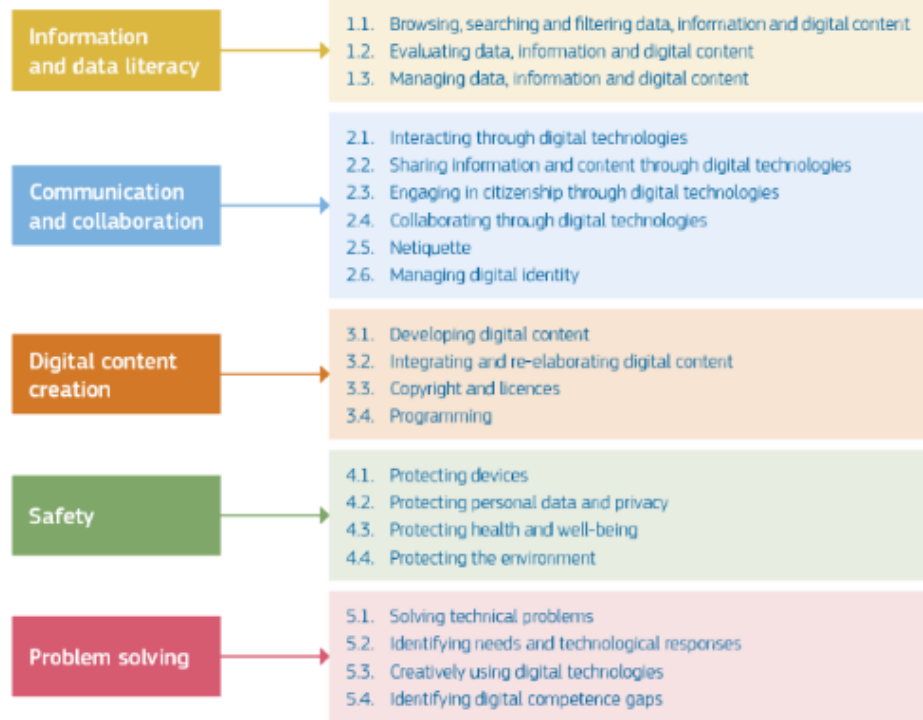 Information
and data literacy
1.1. Browsing, searching and filtering data, information and digital content
1.2. Evaluating data, information and digital content
1.3. Managing data, information and digital content
Communication
and collaboration
2.1. Interacting through digital technologies
2.2. Sharing information and content through digital technologies
2.3. Engaging in citizenship through digital technologies
2.4. Collaborating through digital technologies
2.5. Netiquette
2.6. Managing digital identity
Digital content
creation
3.1. Developing digital content
3.2. Integrating and re-elaborating digital content
3.3. Copyright and licences
3.4. Programming
Safety
4.1. Protecting devices
4.2. Protecting personal data and privacy
4.3. Protecting health and well-being
4.4. Protecting the environment
Problem solving
5.1. Solving technical problems
5.2. Identifying needs and technological responses
5.3. Creatively using digital technologies
5.4. Identifying digital competence gaps